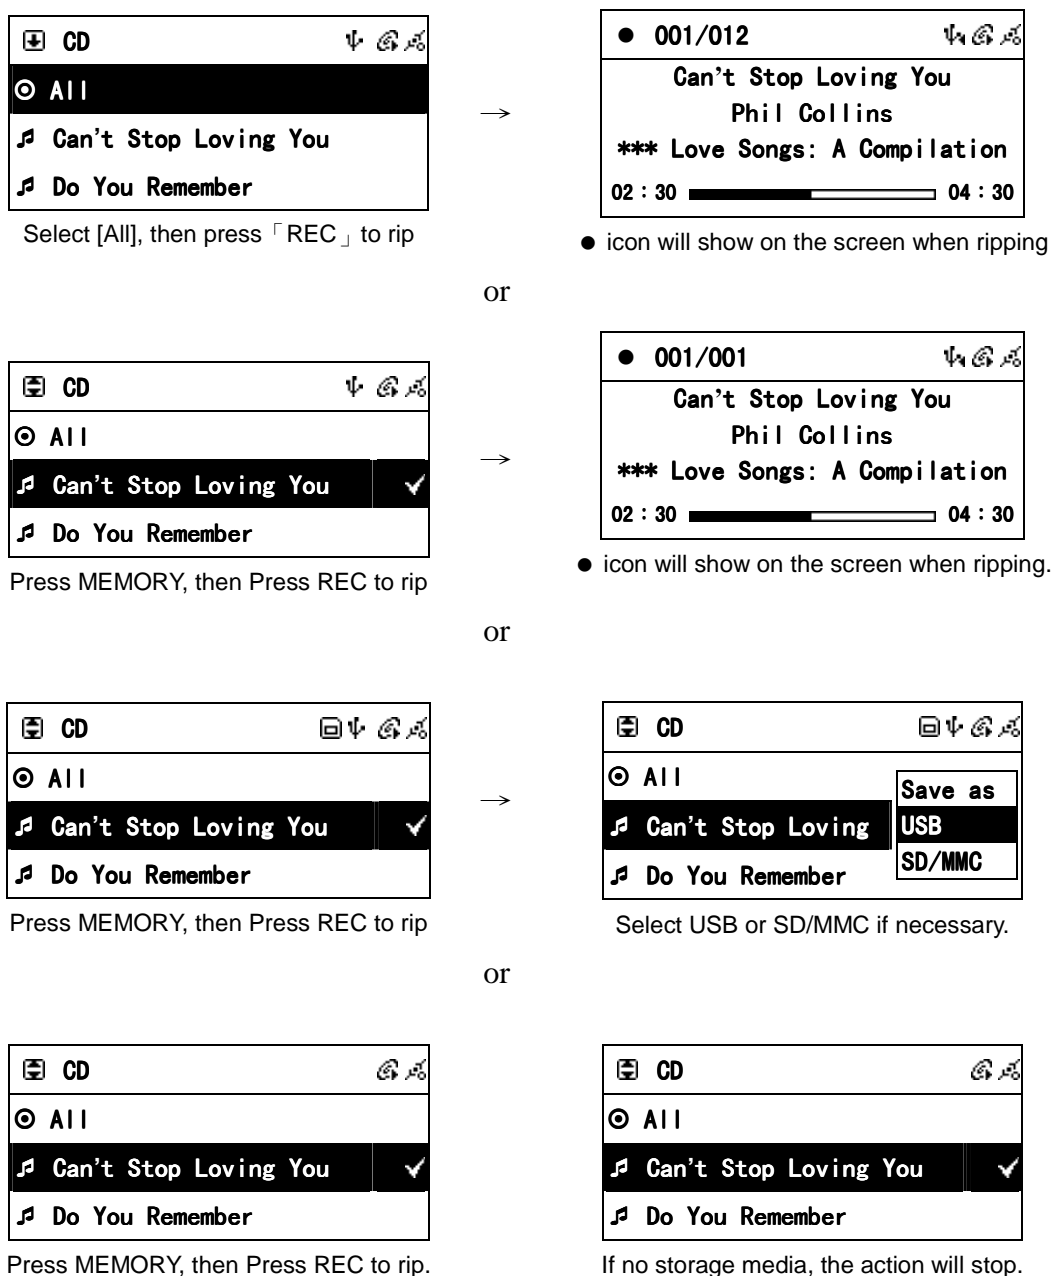 CD
All
Can't Stop Loving You
Do You Remember
Select [All], then press「REC」to rip
→
● 001/012
Can't Stop Loving You
Phil Collins
*** Love Songs: A Compilation
02:30 04:30
● icon will show on the screen when ripping
or
CD
All
Can't Stop Loving You
Do You Remember
Press MEMORY, then Press REC to rip
→
● 001/001
Can't Stop Loving You
Phil Collins
*** Love Songs: A Compilation
02:30 04:30
● icon will show on the screen when ripping.
or
CD
All
Can't Stop Loving You
Do You Remember
Press MEMORY, then Press REC to rip
→
CD
All
Can't Stop Loving
Do You Remember
Save as
USB
SD/MMC
Select USB or SD/MMC if necessary.
or
CD
All
Can't Stop Loving You
Do You Remember
Press MEMORY, then Press REC to rip.
CD
All
Can't Stop Loving You
Do You Remember
If no storage media, the action will stop.